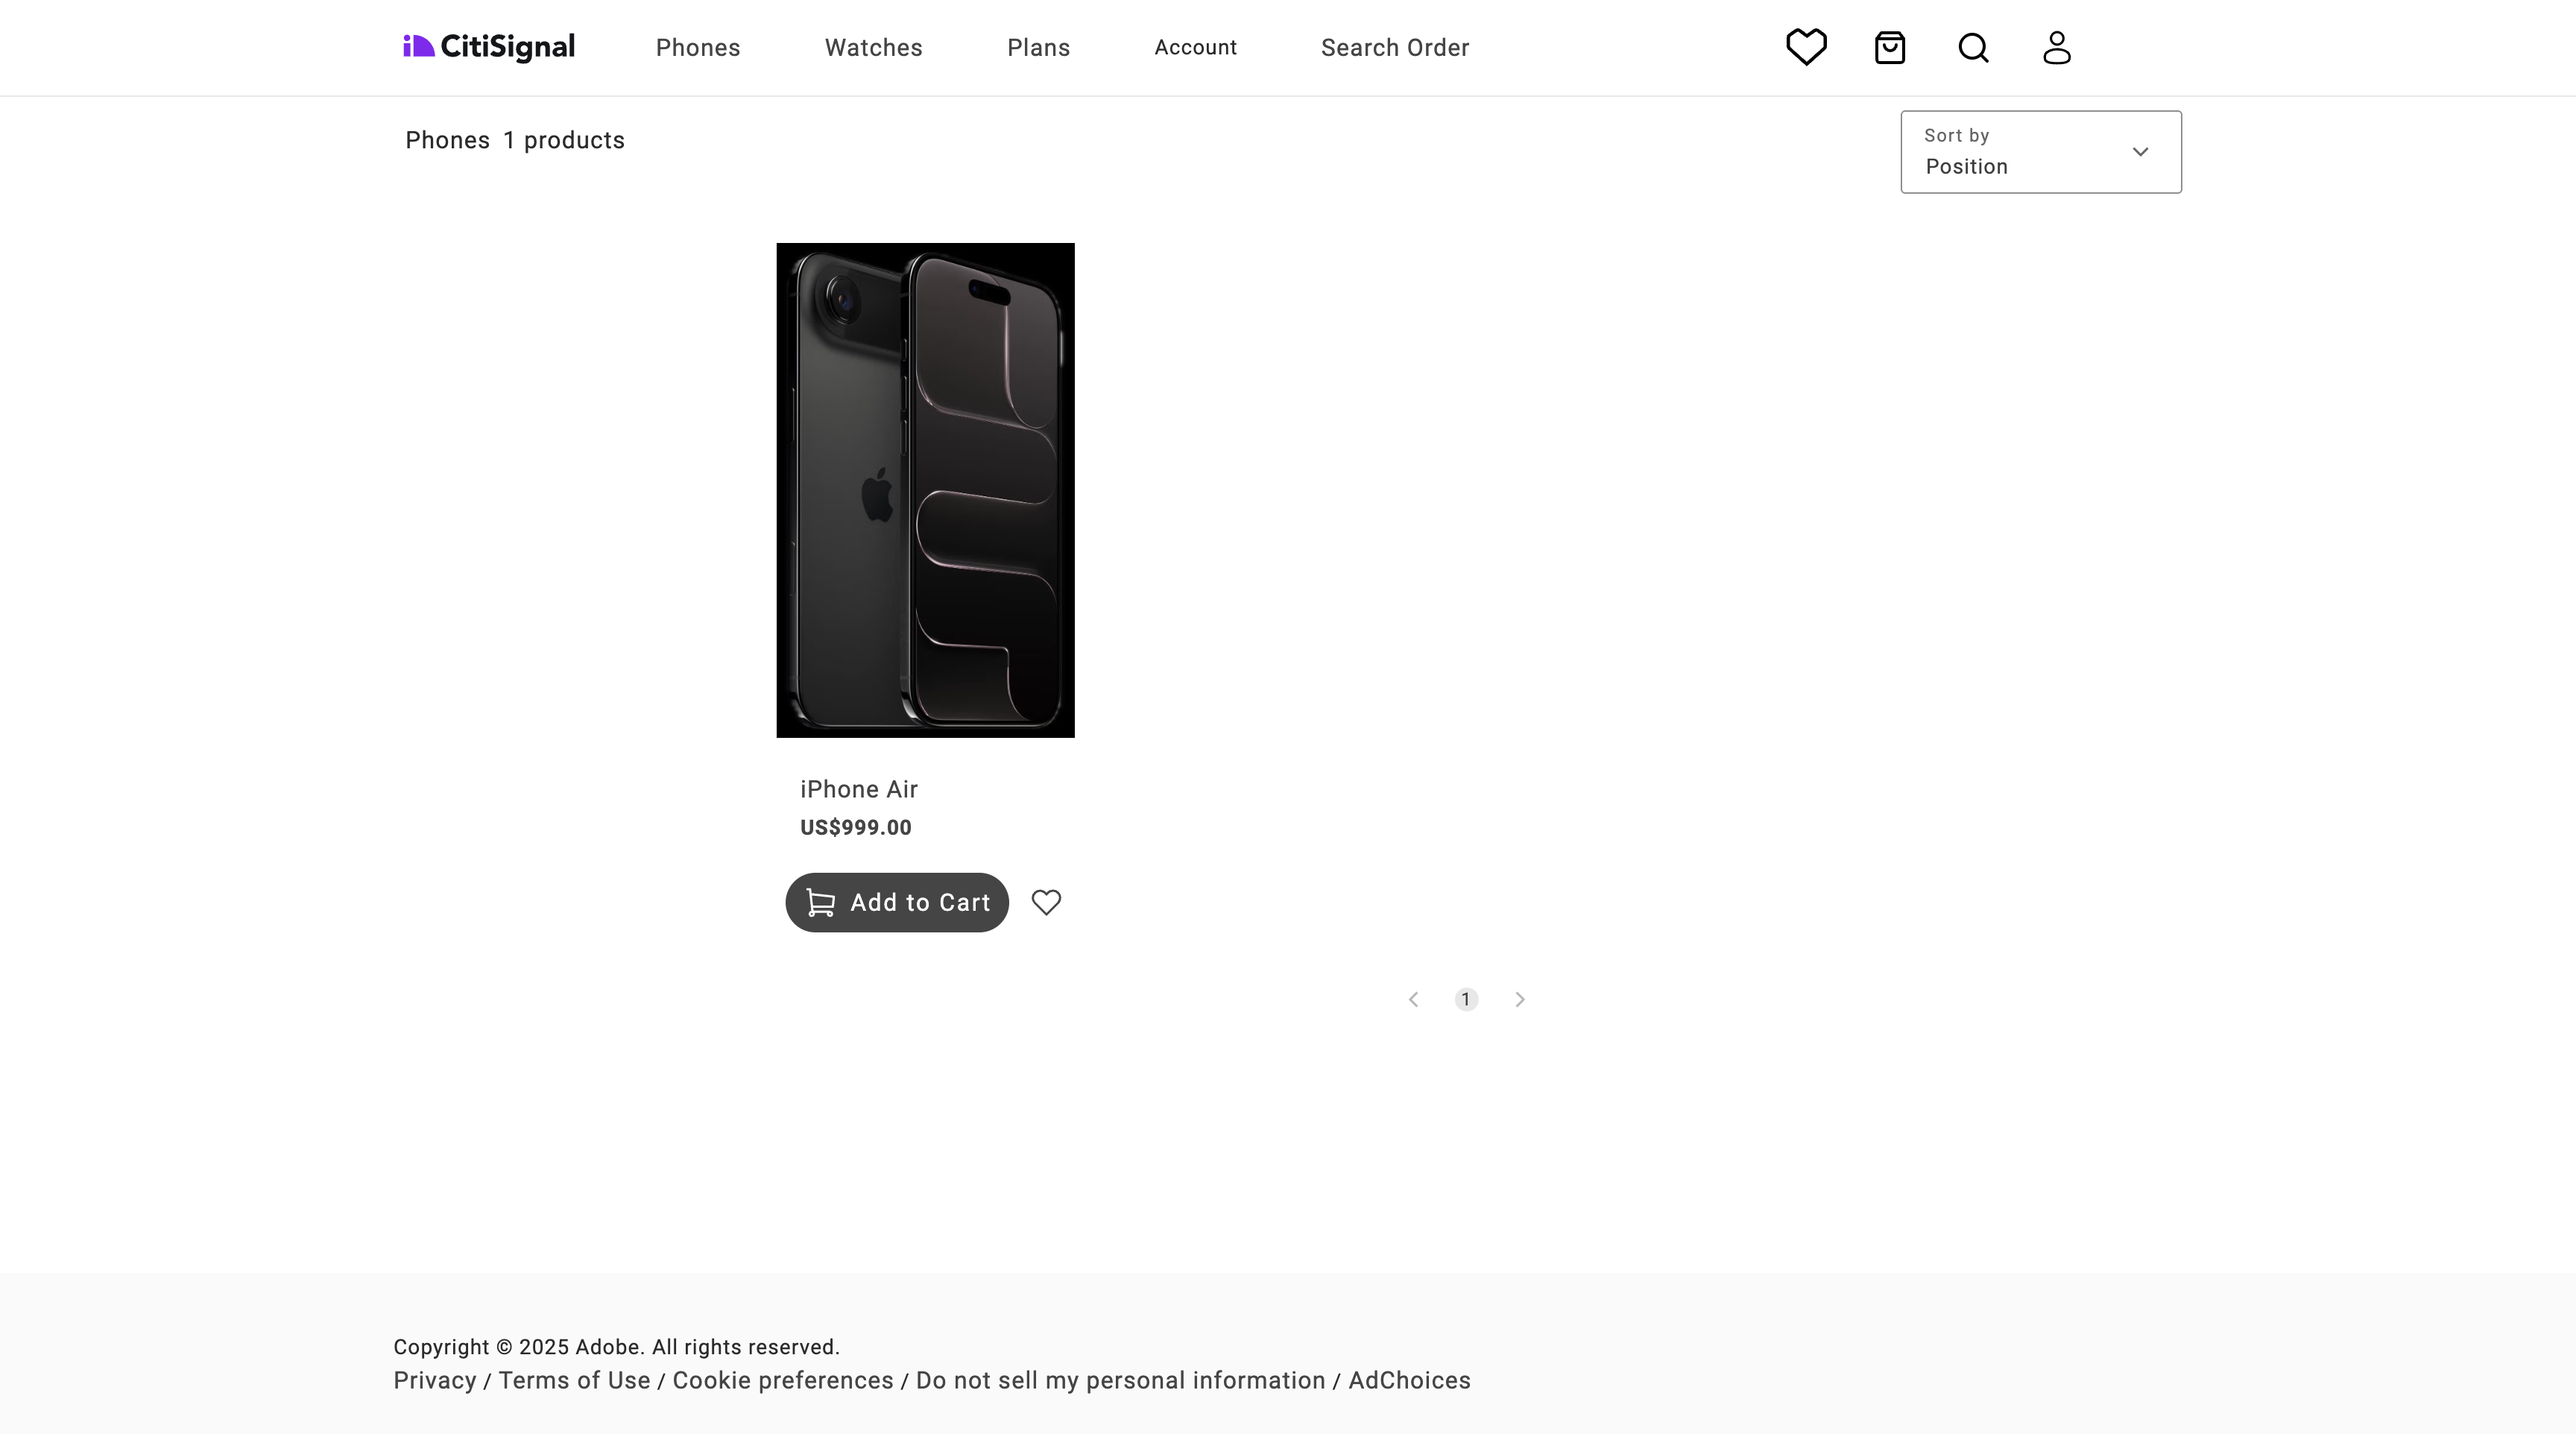 CitiSignal Phones Watches Plans Account Search Order
Phones 1 products
Sort by
Position
iPhone Air
US$999.00
Add to Cart
1
Copyright © 2025 Adobe. All rights reserved.
Privacy / Terms of Use / Cookie preferences / Do not sell my personal information / AdChoices